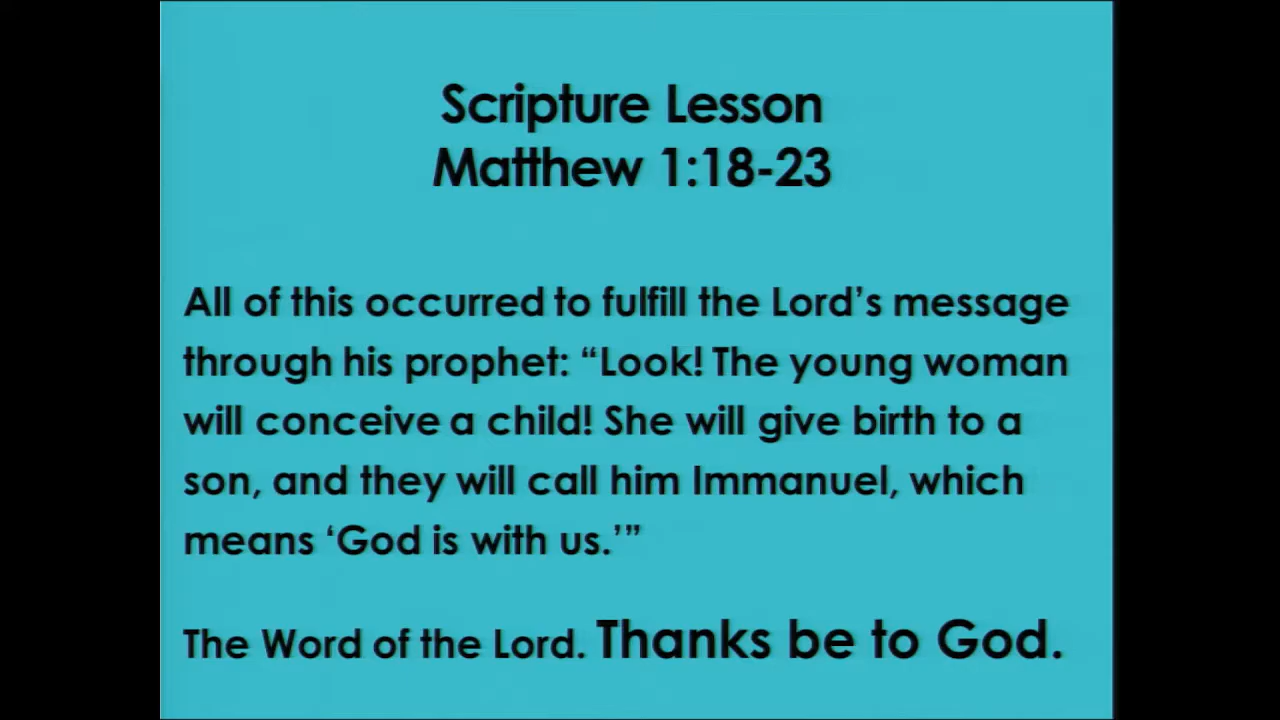 Scripture Lesson
Matthew 1:18-23
All of this occurred to fulfill the Lord’s message
through his prophet: “Look! The young woman
will conceive a child! She will give birth to a
son, and they will call him Immanuel, which
means ‘God is with us.’”
The Word of the Lord. Thanks be to God.